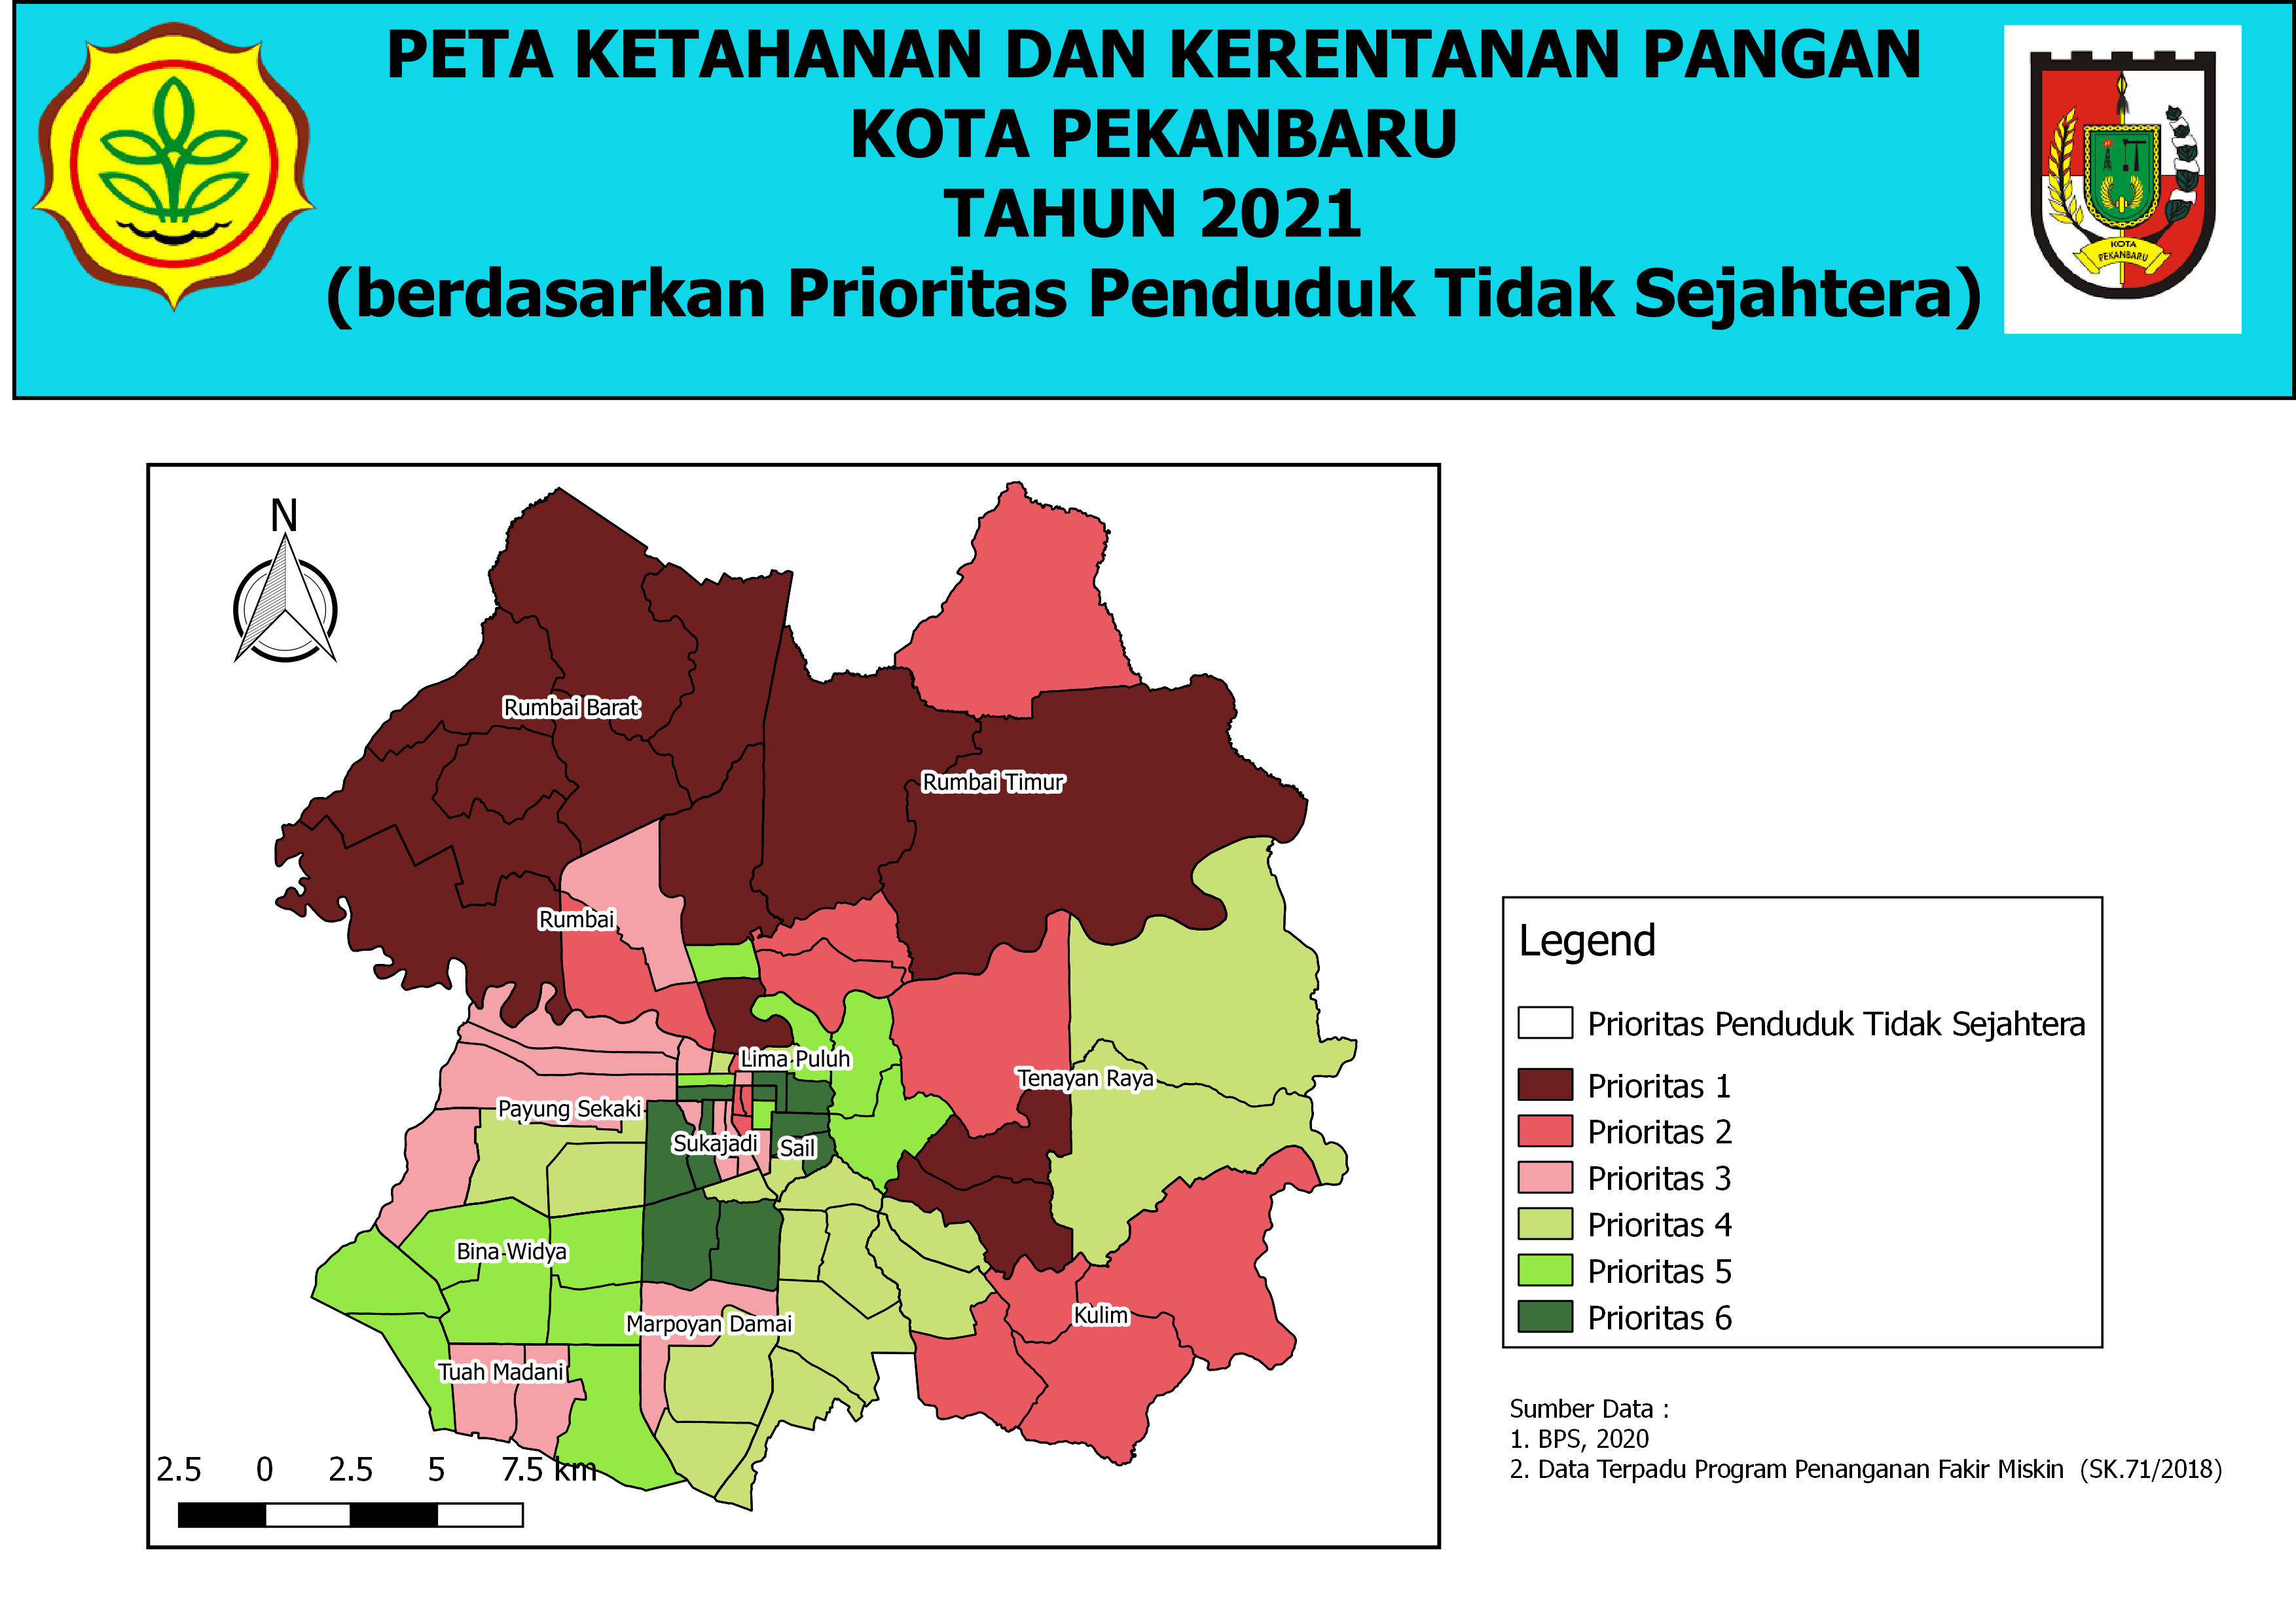 PETA KETAHANAN DAN KERENTANAN PANGAN
KOTA PEKANBARU
TAHUN 2021
(berdasarkan Prioritas Penduduk Tidak Sejahtera)
KOTA
PEKANBARU
N
Rumbai Barat
Rumbai Timur
Rumbai
Lima Puluh
Tenayan Raya
Payung Sekaki
Sukajadi
Sail
Bina Widya
Marpoyan Damai
Kulim
Tuah Madani
2.5 0 2.5 5 7.5 km
Legend
Prioritas Penduduk Tidak Sejahtera
Prioritas 1
Prioritas 2
Prioritas 3
Prioritas 4
Prioritas 5
Prioritas 6
Sumber Data :
1. BPS, 2020
2. Data Terpadu Program Penanganan Fakir Miskin (SK.71/2018)